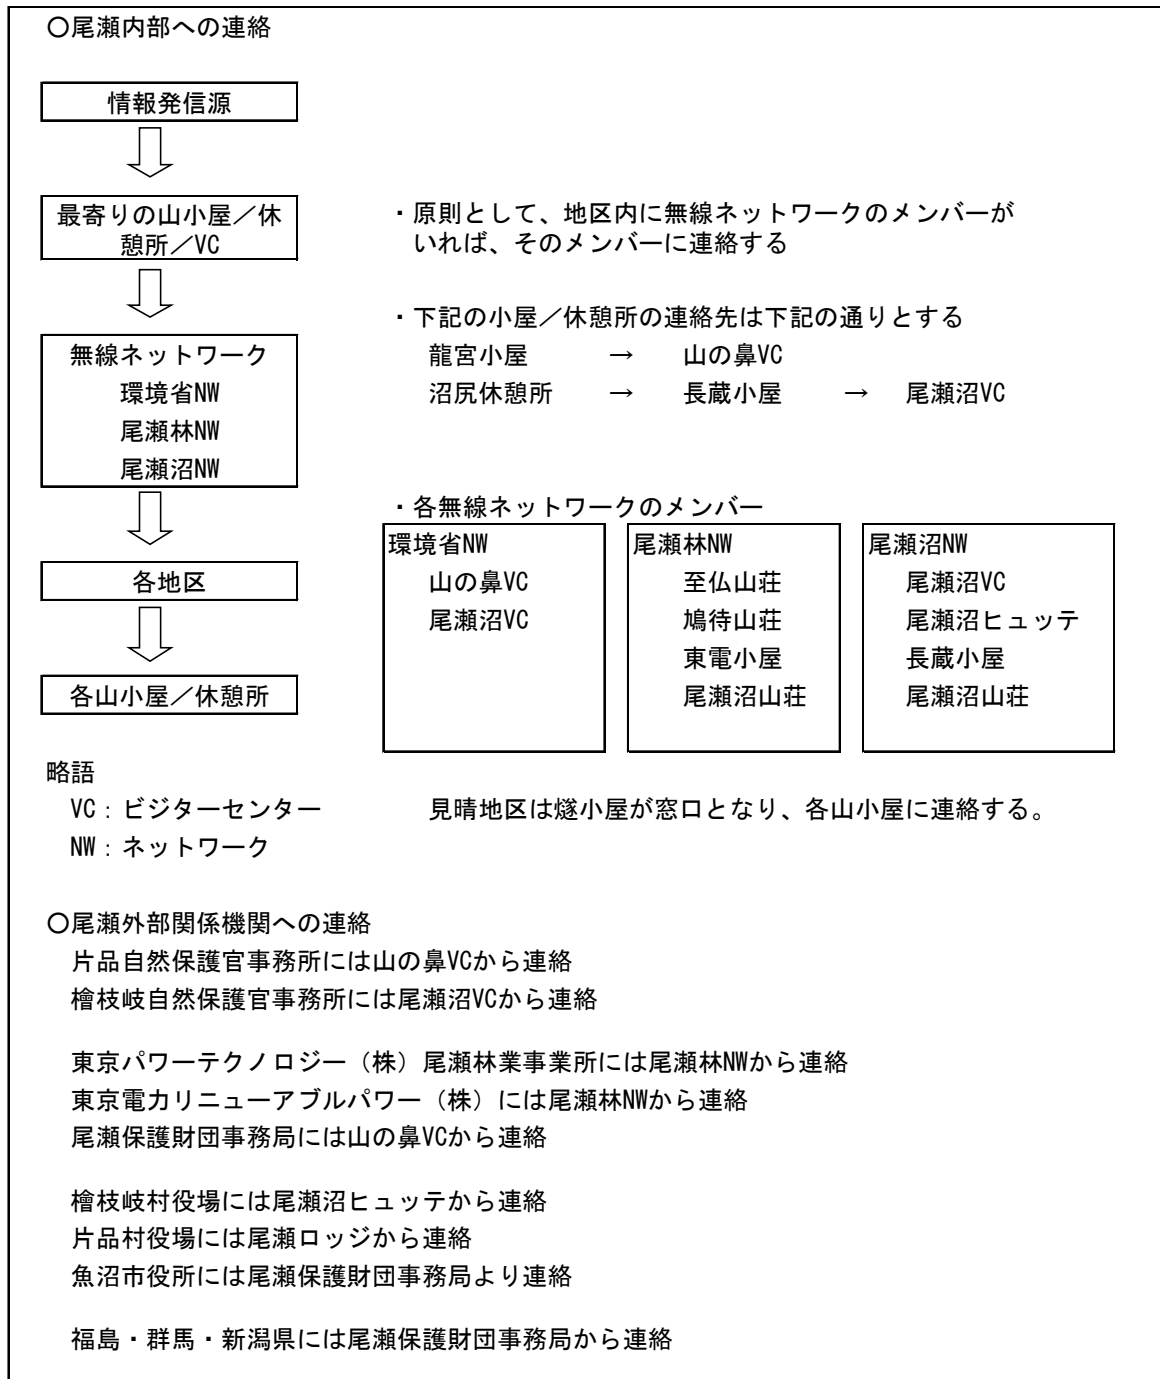 〇尾瀬内部への連絡
情報発信源
最寄りの山小屋／休
憩所／VC
・原則として、地区内に無線ネットワークのメンバーが
いれば、そのメンバーに連絡する
・下記の小屋／休憩所の連絡先は下記の通りとする
龍宮小屋 → 山の鼻VC
沼尻休憩所 → 長蔵小屋 → 尾瀬沼VC
無線ネットワーク
環境省NW
尾瀬林NW
尾瀬沼NW
・各無線ネットワークのメンバー
環境省NW
山の鼻VC
尾瀬沼VC
尾瀬林NW
至仏山荘
鳩待山荘
東電小屋
尾瀬沼山荘
尾瀬沼NW
尾瀬沼VC
尾瀬沼ヒュッテ
長蔵小屋
尾瀬沼山荘
各地区
各山小屋／休憩所
略語
VC：ビジターセンター
NW：ネットワーク
見晴地区は燧小屋が窓口となり、各山小屋に連絡する。
〇尾瀬外部関係機関への連絡
片品自然保護官事務所には山の鼻VCから連絡
檜枝岐自然保護官事務所には尾瀬沼VCから連絡
東京パワーテクノロジー（株）尾瀬林業事業所には尾瀬林NWから連絡
東京電力リニューアブルパワー（株）には尾瀬林NWから連絡
尾瀬保護財団事務局には山の鼻VCから連絡
檜枝岐村役場には尾瀬沼ヒュッテから連絡
片品村役場には尾瀬ロッジから連絡
魚沼市役所には尾瀬保護財団事務局より連絡
福島・群馬・新潟県には尾瀬保護財団事務局から連絡